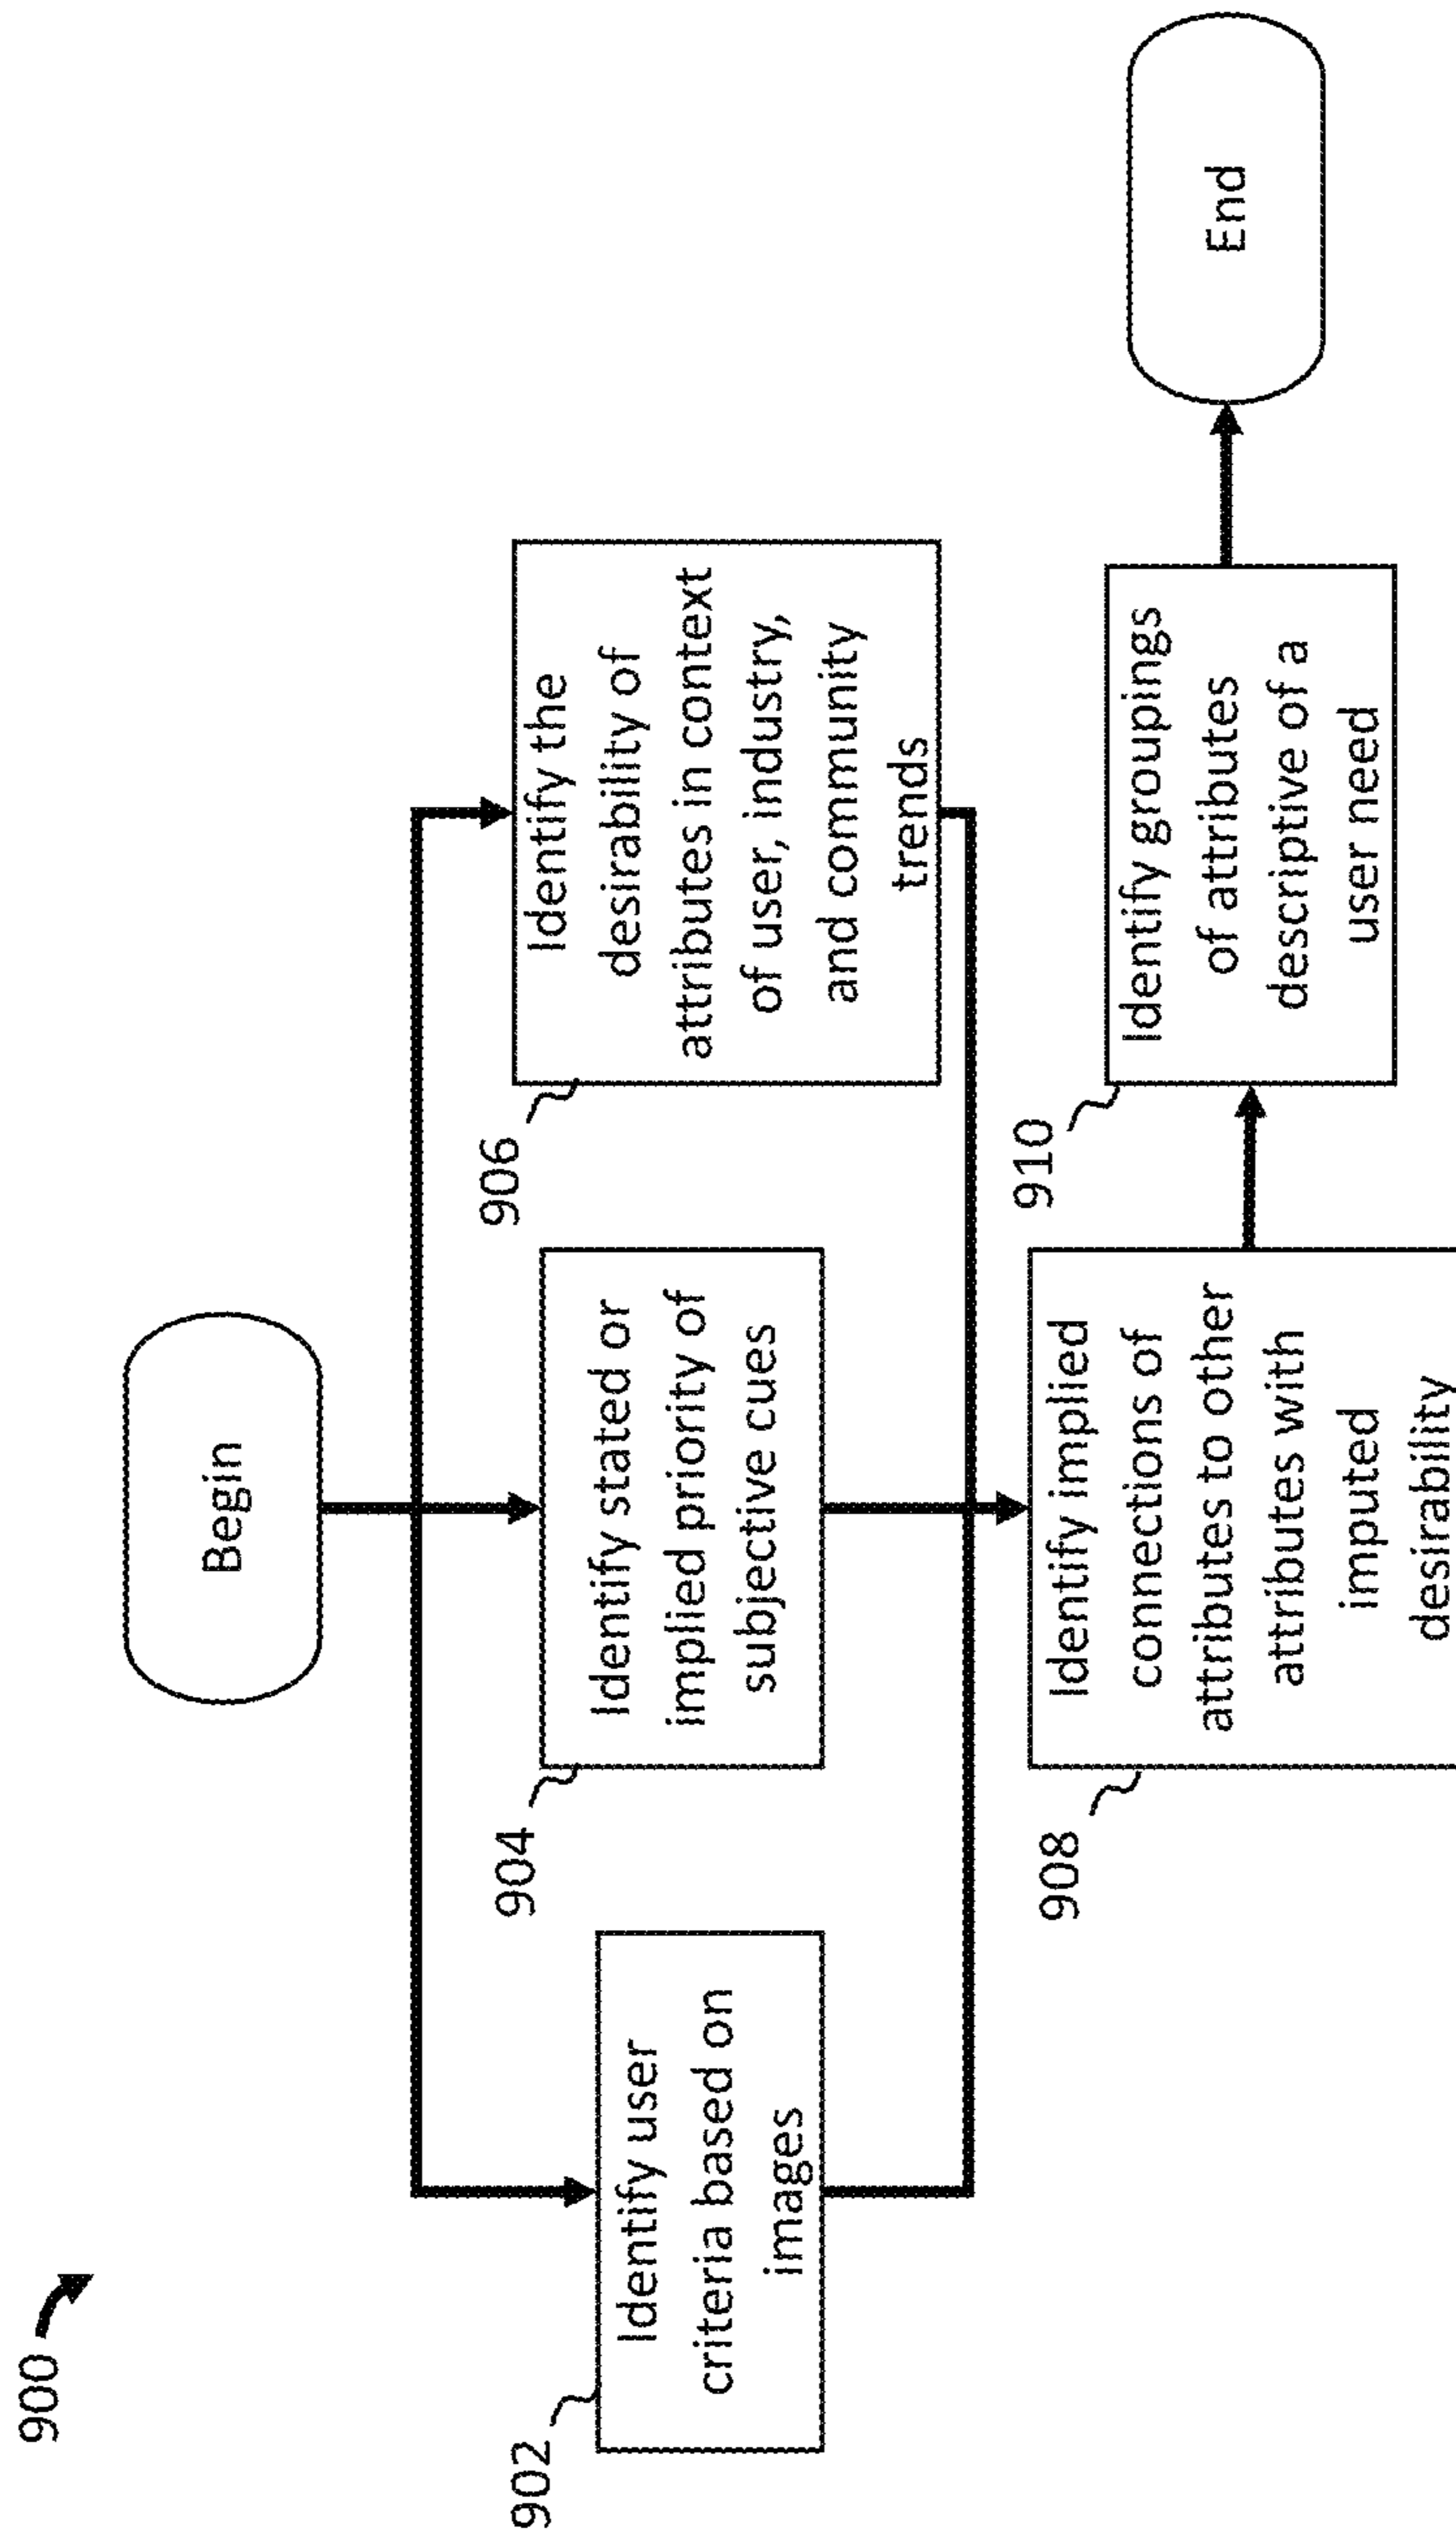 900
Begin
902
Identify user
criteria based on
images
904
Identify stated or
implied priority of
subjective cues
906
Identify the
desirability of
attributes in context
of user, industry,
and community
trends
908
Identify implied
connections of
attributes to other
attributes with
imputed
desirability
910
Identify groupings
of attributes
descriptive of a
user need
End